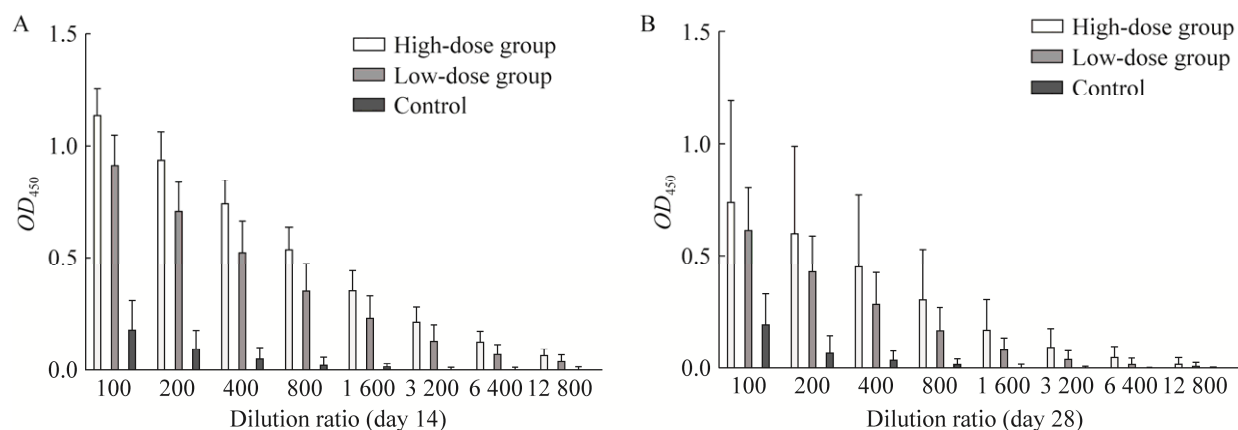 A
1.5
1.0
0.5
0.0
OD450
High-dose group
Low-dose group
Control
100 200 400 800 1 600 3 200 6 400 12 800
Dilution ratio (day 14)
B
1.5
1.0
0.5
0.0
OD450
High-dose group
Low-dose group
Control
100 200 400 800 1 600 3 200 6 400 12 800
Dilution ratio (day 28)